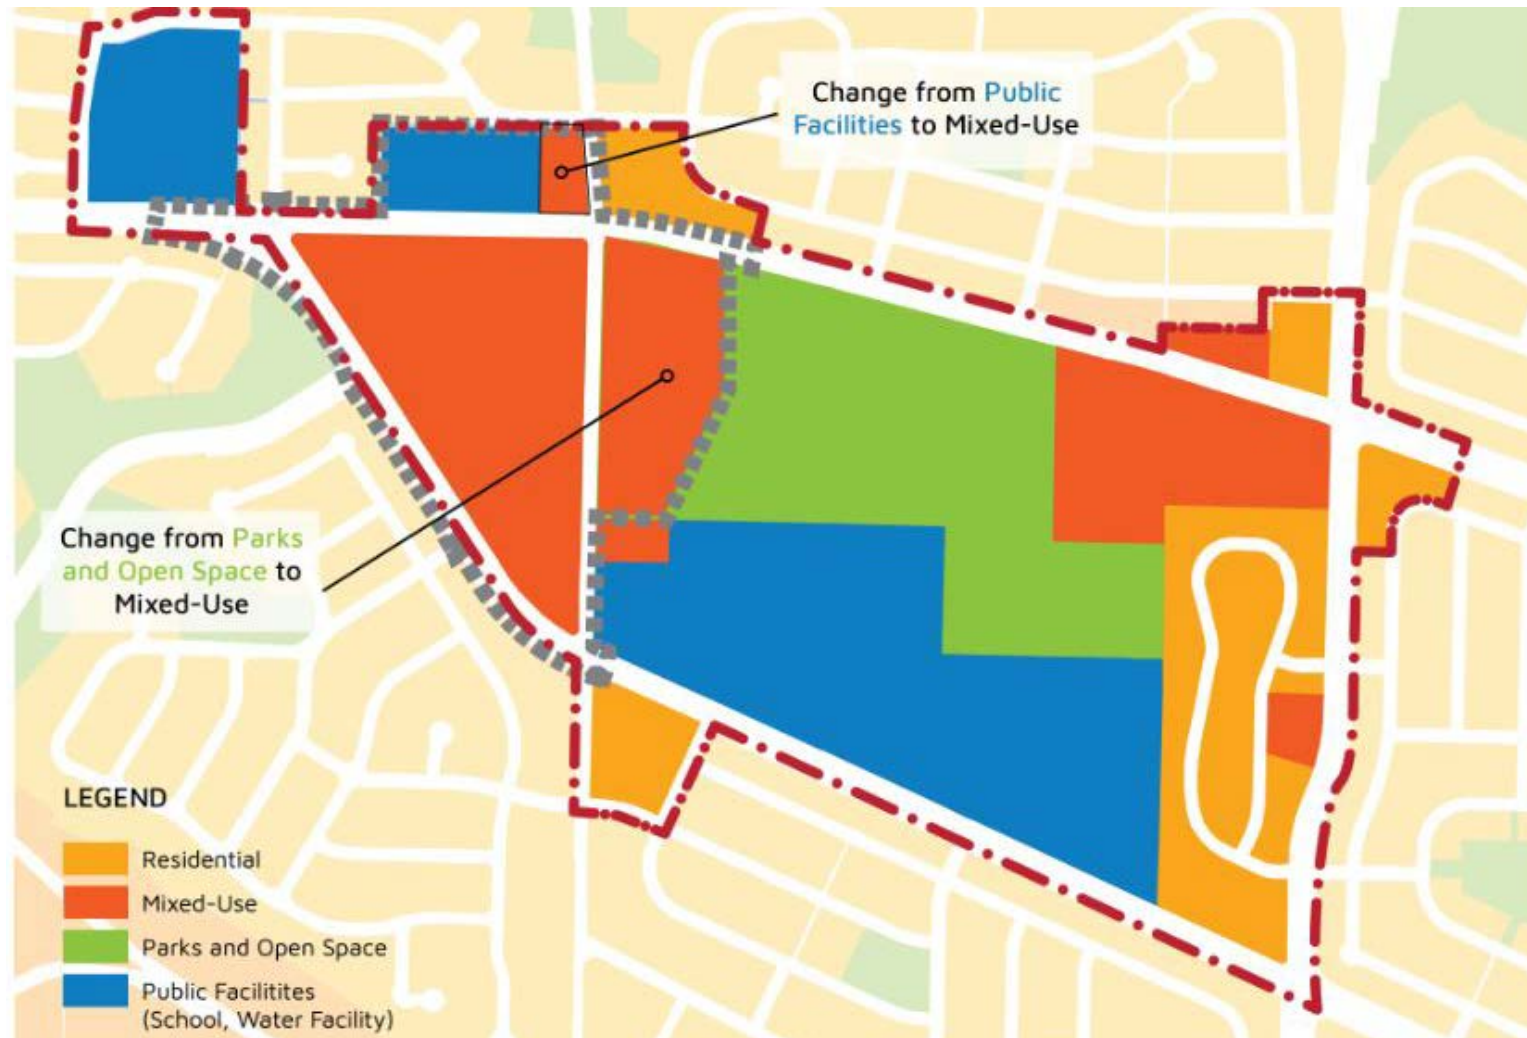 Change from Public
Facilities to Mixed-Use
Change from Parks
and Open Space to
Mixed-Use
LEGEND
Residential
Mixed-Use
Parks and Open Space
Public Facilitites
(School, Water Facility)